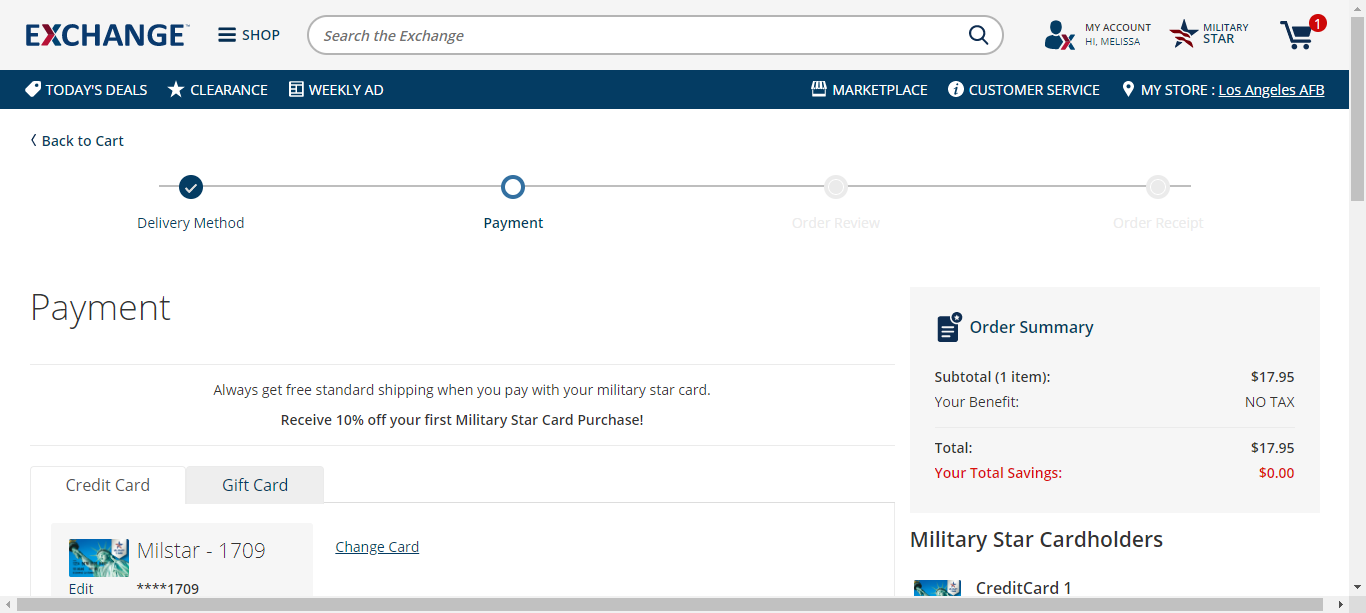 EXCHANGE
SHOP
Search the Exchange
MY ACCOUNT
HI, MELISSA
MILITARY
STAR
1
TODAY'S DEALS
CLEARANCE
WEEKLY AD
MARKETPLACE
CUSTOMER SERVICE
MY STORE : Los Angeles AFB
Back to Cart
Delivery Method
Payment
Order Review
Order Receipt
Payment
Always get free standard shipping when you pay with your military star card.
Receive 10% off your first Military Star Card Purchase!
Credit Card
Gift Card
Milstar - 1709
Edit
****1709
Change Card
Order Summary
Subtotal (1 item): $17.95
Your Benefit: NO TAX
Total: $17.95
Your Total Savings: $0.00
Military Star Cardholders
CreditCard 1